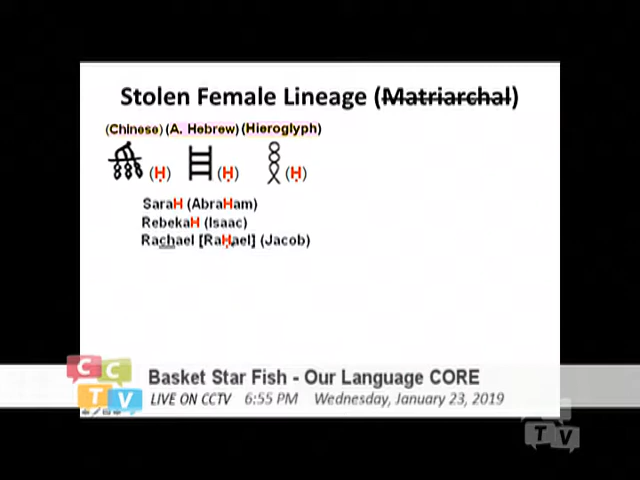 Stolen Female Lineage (Matriarchal)
(Chinese) (A. Hebrew) (Hieroglyph)
(Ḥ) (Ḥ) (Ḥ)
SaraH (AbraHam)
RebekaH (Isaac)
Rachael [RaḤael] (Jacob)
CCTV
Basket Star Fish - Our Language CORE
LIVE ON CCTV 6:55 PM Wednesday, January 23, 2019
TV